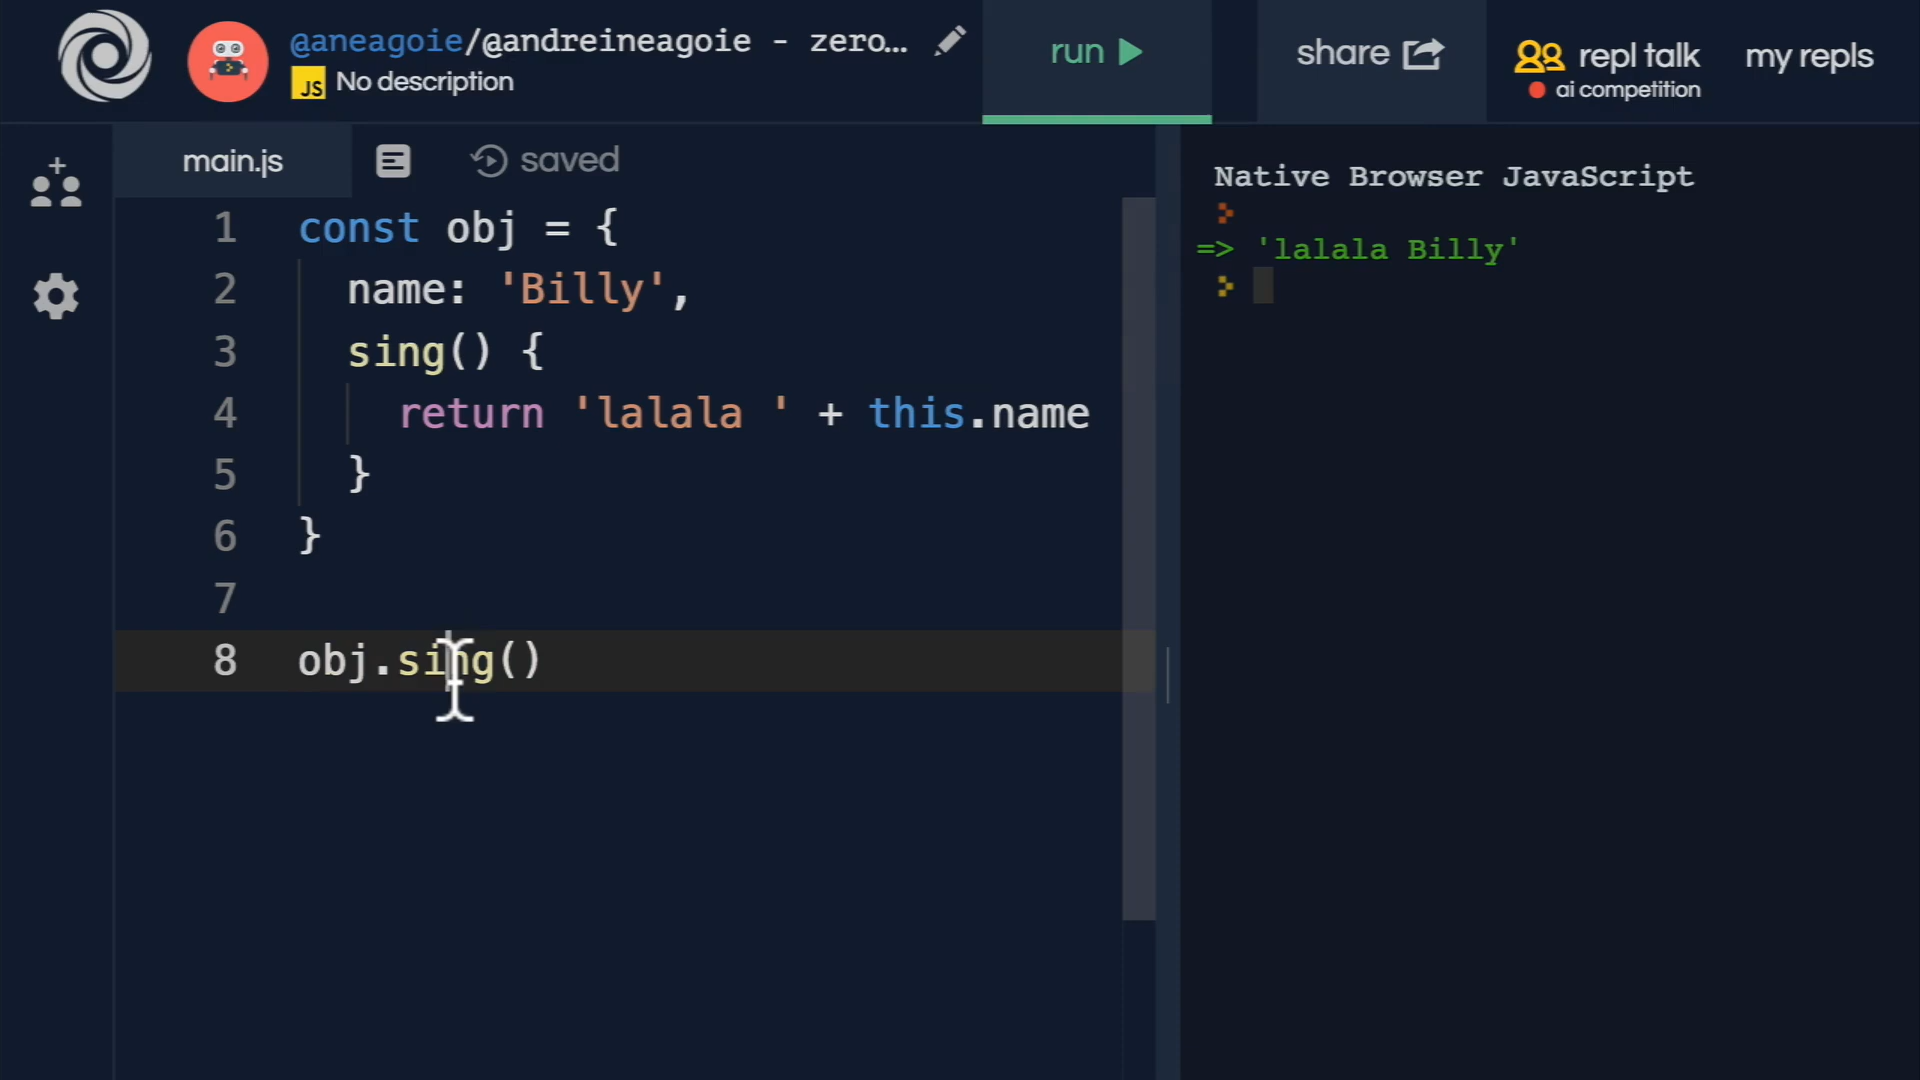 @aneagoie/@andreineagoie - zero...
JS No description
run
share
repl talk
ai competition
my repls
main.js
saved
1 const obj = {
2   name: 'Billy',
3   sing() {
4     return 'lalala ' + this.name
5   }
6 }
7
8 obj.sing()
Native Browser JavaScript
=> 'lalala Billy'